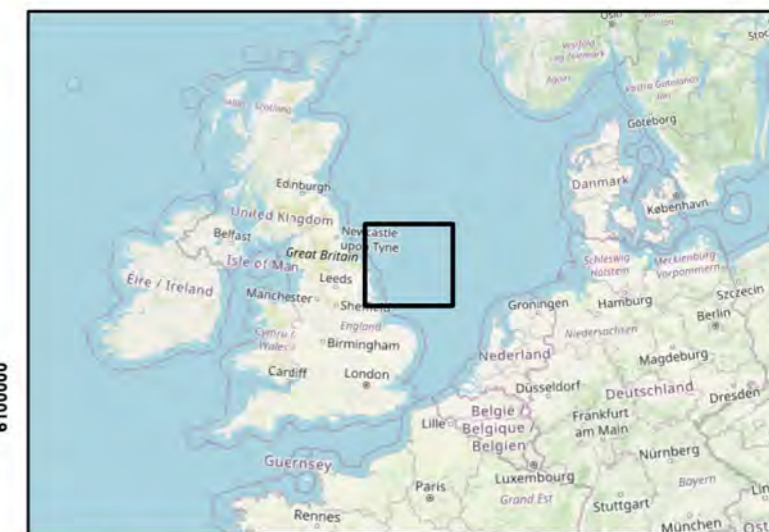 Oslo
Göteborg
Danmark
København
Edinburgh
United Kingdom
Newcastle
upon Tyne
Belfast
Great Britain
Isle of Man
Leeds
Éire / Ireland
Manchester
Sheffield
England
Birmingham
Cardiff
London
Schleswig
Holstein
Mecklenburg
Vorpommern
Szczecin
Groningen
Hamburg
Berlin
Niedersachsen
Nederland
Magdeburg
Düsseldorf
Deutschland
Dresden
België
Belgique /
Belgien
Lille
Frankfurt
am Main
Guernsey
Nürnberg
Luxembourg
Bayern
Paris
Grand Est
Stuttgart
Rennes
München
6100000